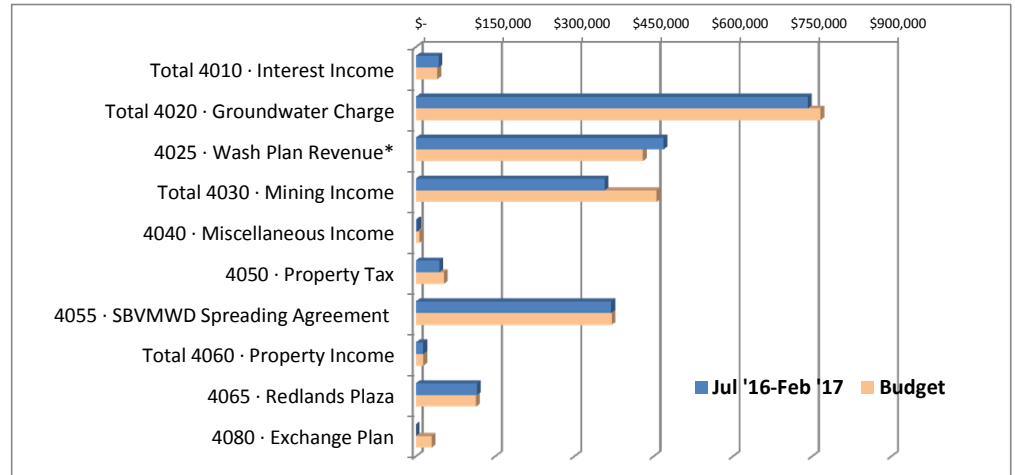 $- $150,000 $300,000 $450,000 $600,000 $750,000 $900,000
Total 4010 · Interest Income
Total 4020 · Groundwater Charge
4025 · Wash Plan Revenue*
Total 4030 · Mining Income
4040 · Miscellaneous Income
4050 · Property Tax
4055 · SBVMWD Spreading Agreement
Total 4060 · Property Income
4065 · Redlands Plaza
4080 · Exchange Plan
Jul '16-Feb '17 Budget